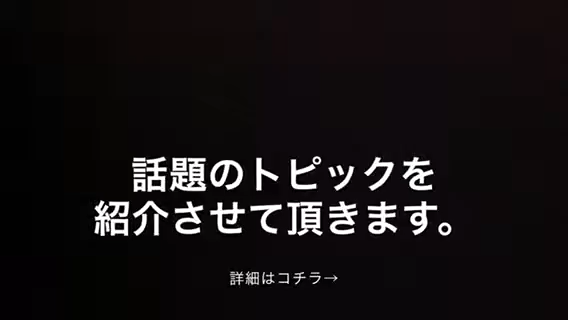 話題のトピックを
紹介させて頂きます。
詳細はコチラ→